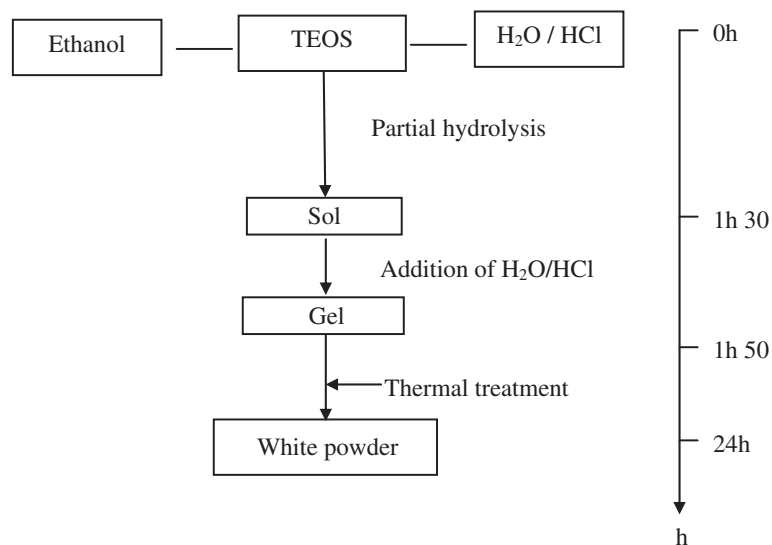 Ethanol
TEOS
H₂O / HCl
0h
Partial hydrolysis
Sol
1h 30
Addition of H₂O/HCl
Gel
1h 50
Thermal treatment
White powder
24h
h